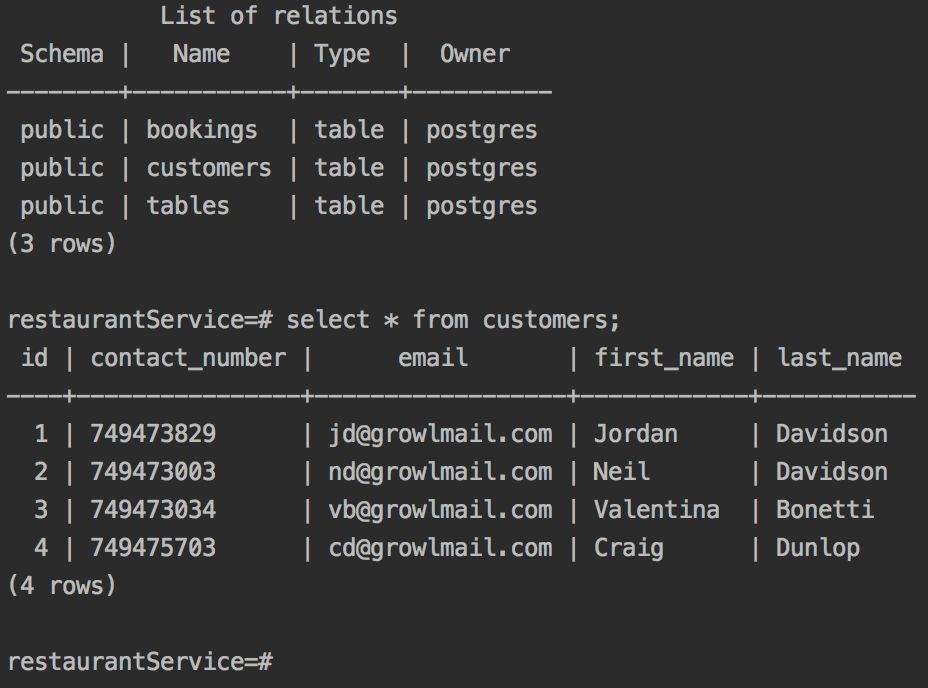 List of relations
 Schema |   Name    | Type  |  Owner
--------+-----------+-------+----------
 public | bookings  | table | postgres
 public | customers | table | postgres
 public | tables    | table | postgres
(3 rows)

restaurantService=# select * from customers;
 id | contact_number |      email       | first_name | last_name
----+----------------+------------------+------------+-----------
  1 | 749473829      | jd@growlmail.com | Jordan     | Davidson
  2 | 749473003      | nd@growlmail.com | Neil       | Davidson
  3 | 749473034      | vb@growlmail.com | Valentina  | Bonetti
  4 | 749475703      | cd@growlmail.com | Craig      | Dunlop
(4 rows)

restaurantService=#